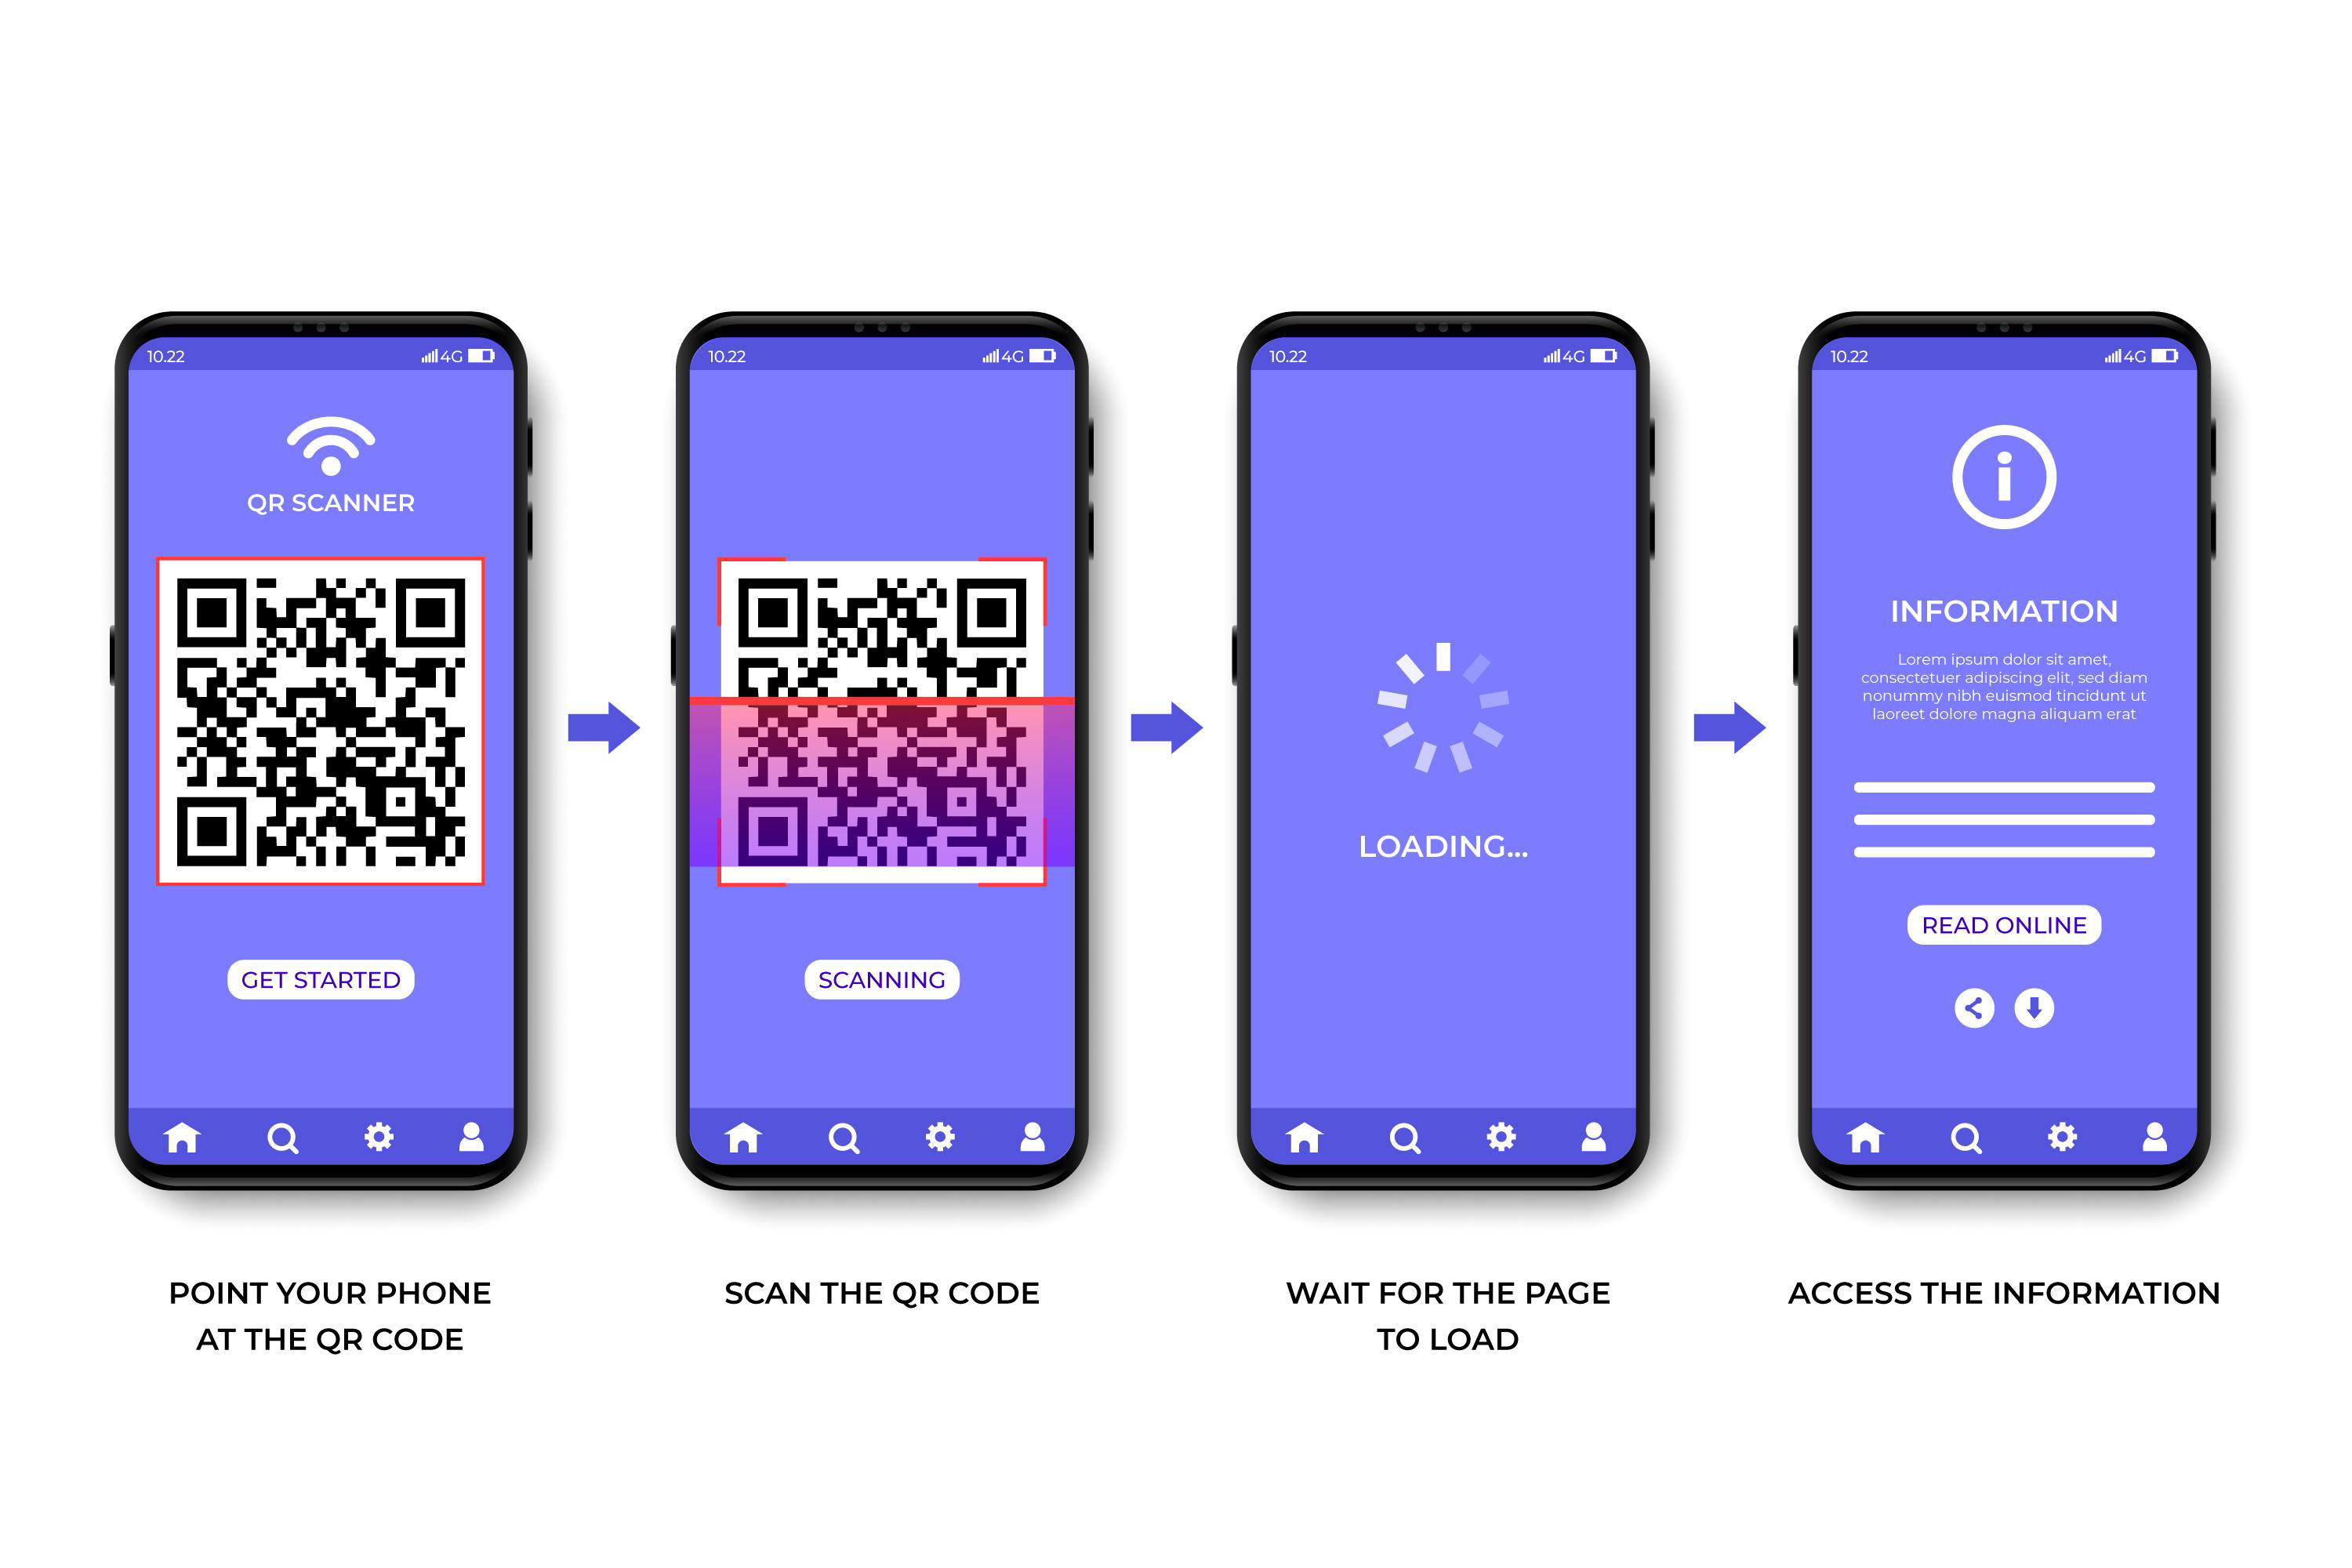 10.22
4G
QR SCANNER
GET STARTED
POINT YOUR PHONE
AT THE QR CODE
10.22
4G
SCANNING
SCAN THE QR CODE
10.22
4G
LOADING...
WAIT FOR THE PAGE
TO LOAD
10.22
4G
i
INFORMATION
Lorem ipsum dolor sit amet,
consectetuer adipiscing elit, sed diam
nonummy nibh euismod tincidunt ut
laoreet dolore magna aliquam erat
READ ONLINE
ACCESS THE INFORMATION